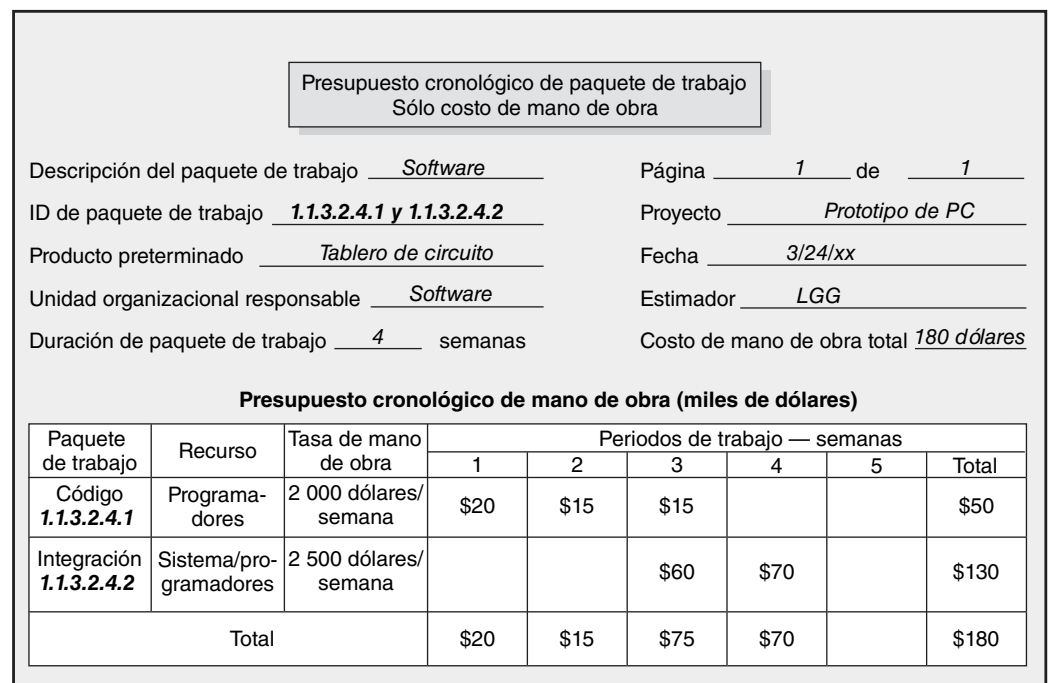 Presupuesto cronológico de paquete de trabajo
Sólo costo de mano de obra
Descripción del paquete de trabajo Software
Página 1 de 1
ID de paquete de trabajo 1.1.3.2.4.1 y 1.1.3.2.4.2
Proyecto Prototipo de PC
Producto preterminado Tablero de circuito
Fecha 3/24/xx
Unidad organizacional responsable Software
Estimador LGG
Duración de paquete de trabajo 4 semanas
Costo de mano de obra total 180 dólares
Presupuesto cronológico de mano de obra (miles de dólares)
Paquete
de trabajo
Recurso
Tasa de mano
de obra
Periodos de trabajo — semanas
1 2 3 4 5 Total
Código
1.1.3.2.4.1
Programa-
dores
2 000 dólares/
semana
$20 $15 $15 $50
Integración
1.1.3.2.4.2
Sistema/pro-
gramadores
2 500 dólares/
semana
$60 $70 $130
Total $20 $15 $75 $70 $180